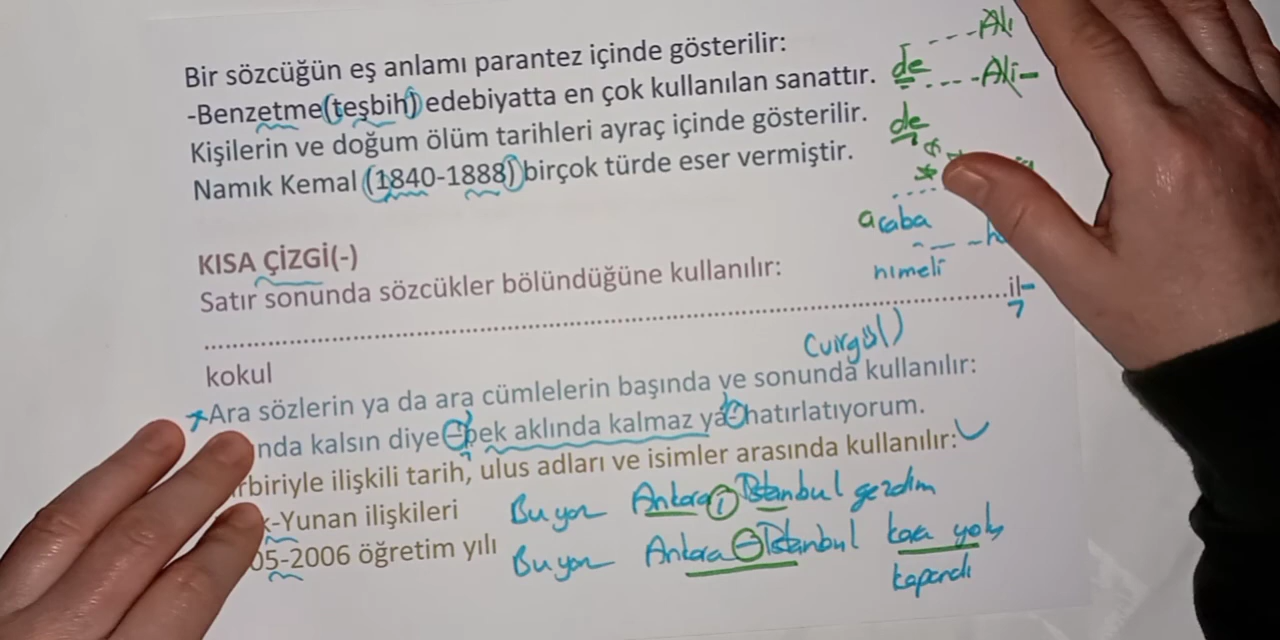 Bir sözcüğün eş anlamı parantez içinde gösterilir:
-Benzetme(teşbih) edebiyatta en çok kullanılan sanattır.
Kişilerin ve doğum ölüm tarihleri ayraç içinde gösterilir.
Namık Kemal (1840-1888) birçok türde eser vermiştir.
Ali
de Ali-
de
acaba
nimeli
KISA ÇİZGİ(-)
Satır sonunda sözcükler bölündüğüne kullanılır:
il-
kokul
(virgül)
Ara sözlerin ya da ara cümlelerin başında ve sonunda kullanılır:
nda kalsın diye -pek aklında kalmaz ya- hatırlatıyorum.
rbiriyle ilişkili tarih, ulus adları ve isimler arasında kullanılır:
k-Yunan ilişkileri
05-2006 öğretim yılı
Bu yaz Ankara, İstanbul gezdim
Ankara-İstanbul kara yolu
kapandı